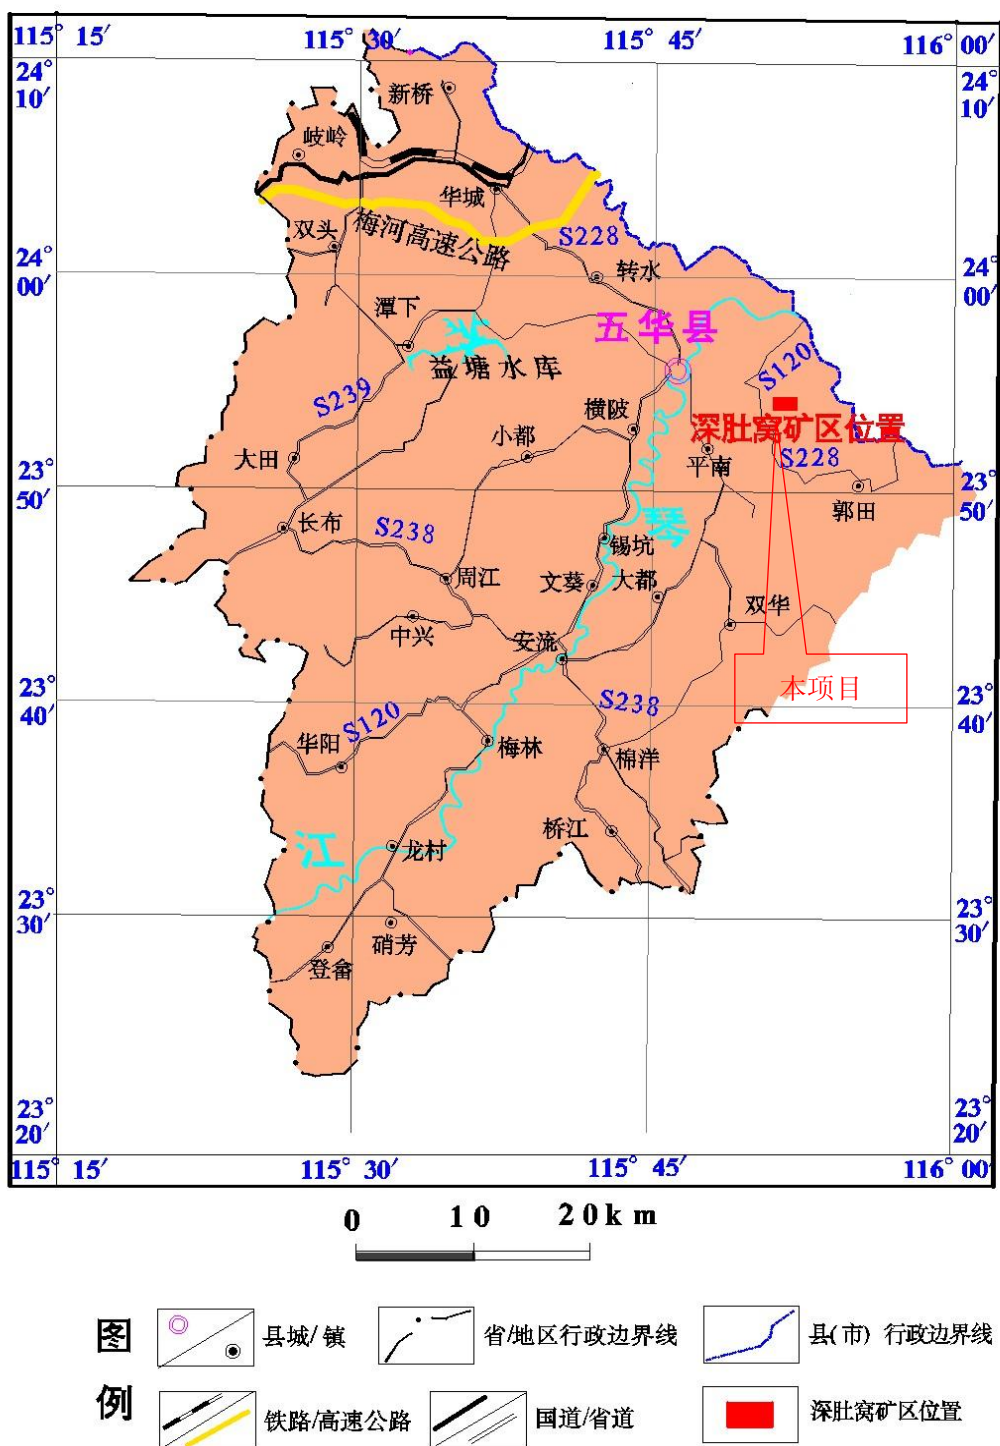 115° 15′
115° 30′
115° 45′
116° 00′
24°
10′
24°
10′
新桥
岐岭
华城
双头
梅河高速公路
S228
转水
24°
00′
24°
00′
潭下
五华县
益塘水库
S120
S239
横陂
深肚窝矿区位置
小都
大田
平南
S228
23°
50′
23°
50′
郭田
长布
S238
琴
锡坑
周江
文葵
大都
双华
中兴
安流
本项目
23°
40′
23°
40′
S120
S238
华阳
梅林
棉洋
桥江
江
龙村
23°
30′
23°
30′
硝芳
登畲
23°
20′
23°
20′
115° 15′
115° 30′
115° 45′
116° 00′
0 10 20km
图例
县城/镇
省/地区行政边界线
县(市) 行政边界线
铁路/高速公路
国道/省道
深肚窝矿区位置